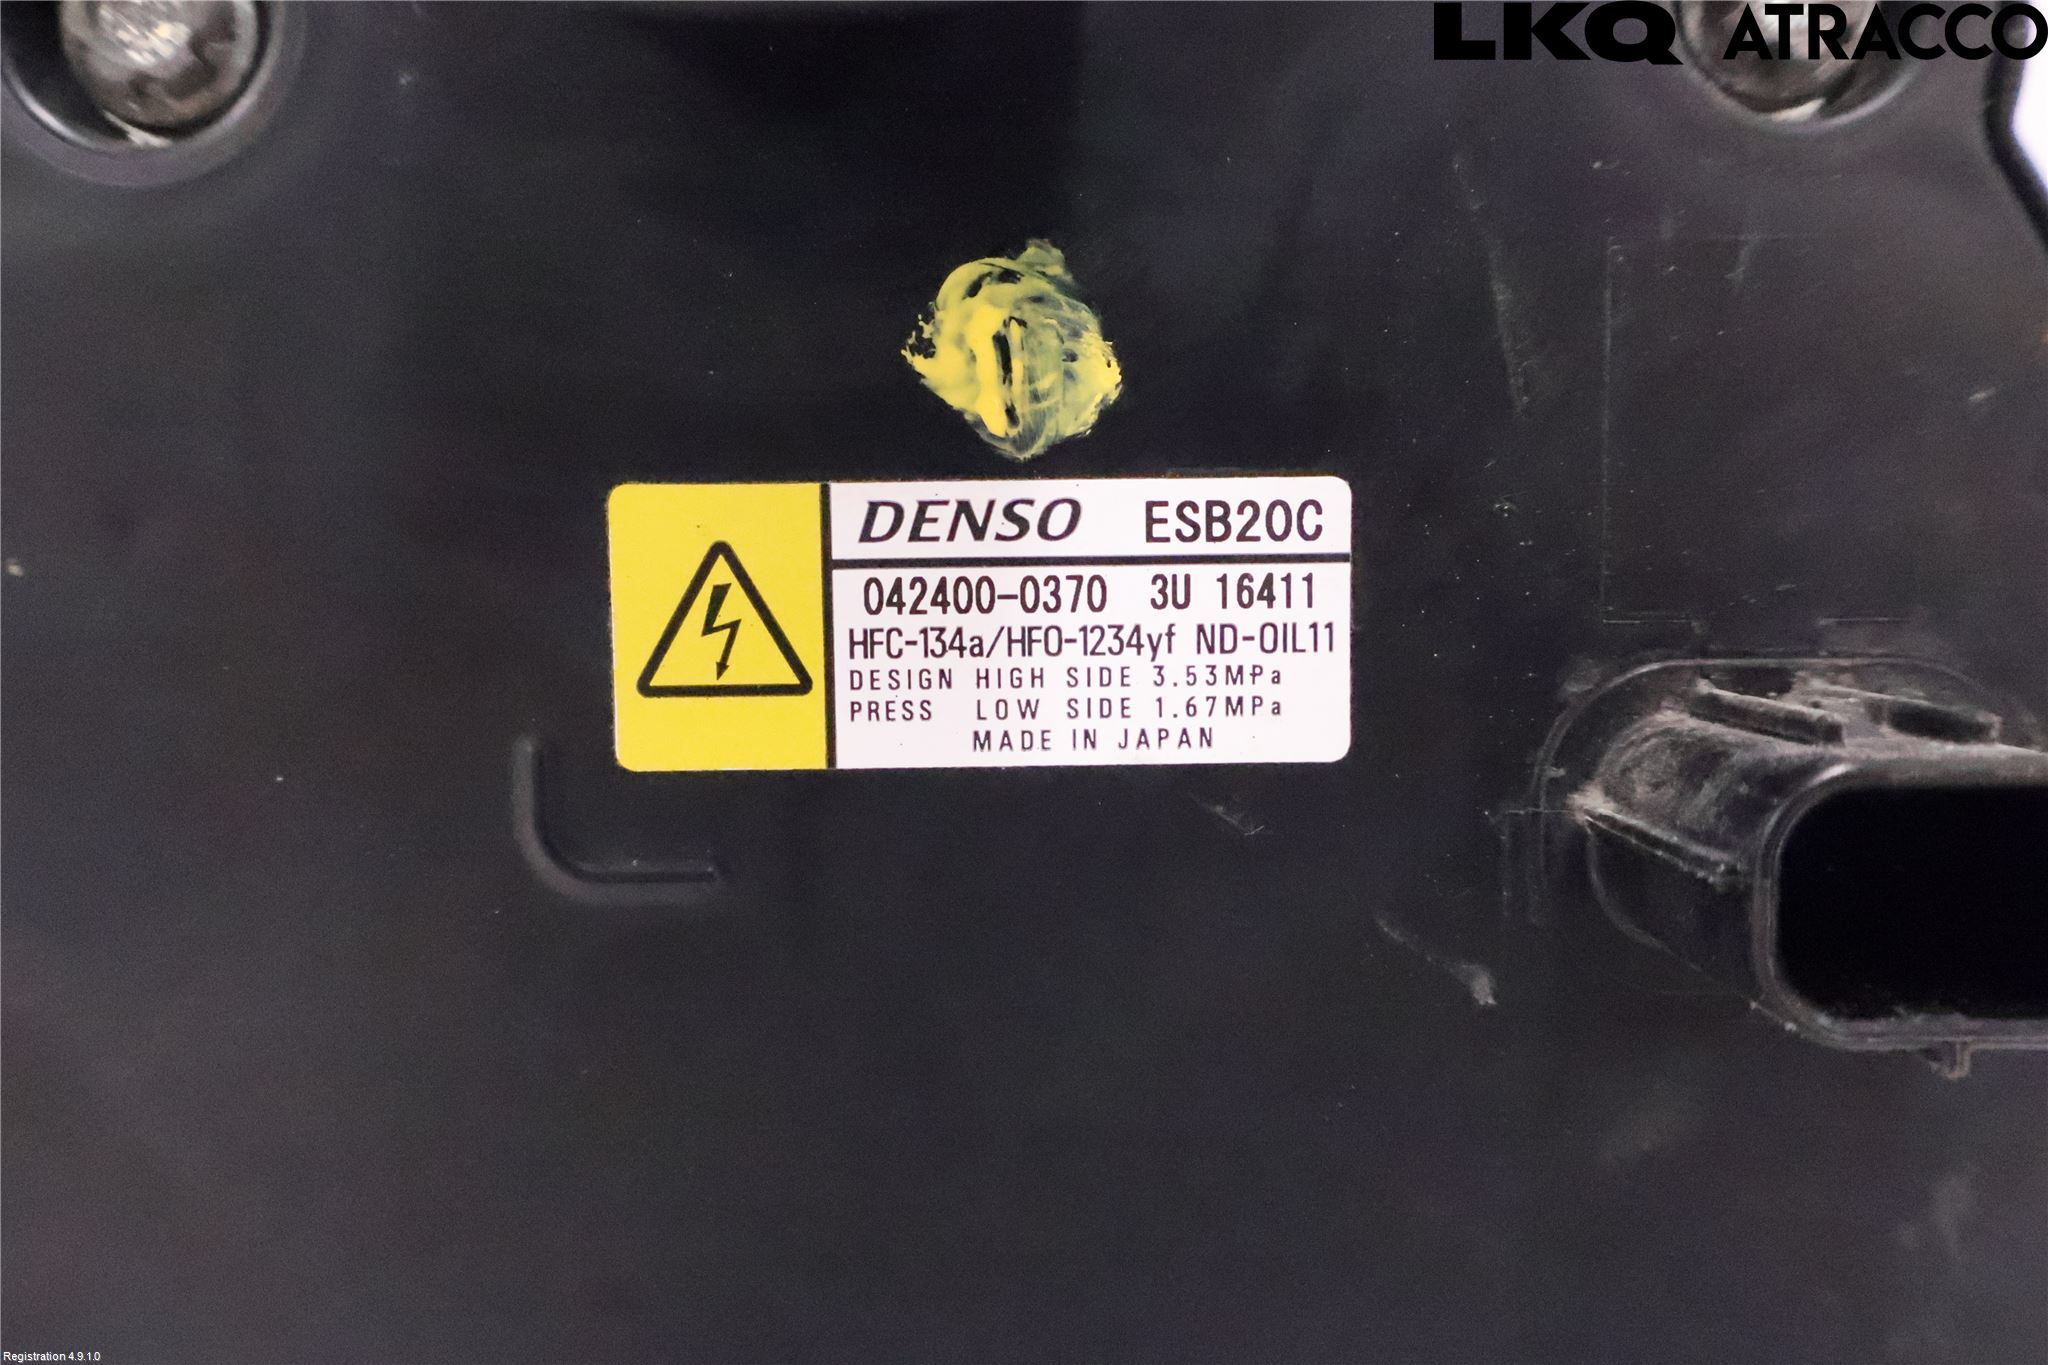 LKQ ATRACCO
DENSO ESB20C
042400-0370 3U 16411
HFC-134a/HFO-1234yf ND-OIL11
DESIGN HIGH SIDE 3.53MPa
PRESS LOW SIDE 1.67MPa
MADE IN JAPAN
Registration 4.9.1.0